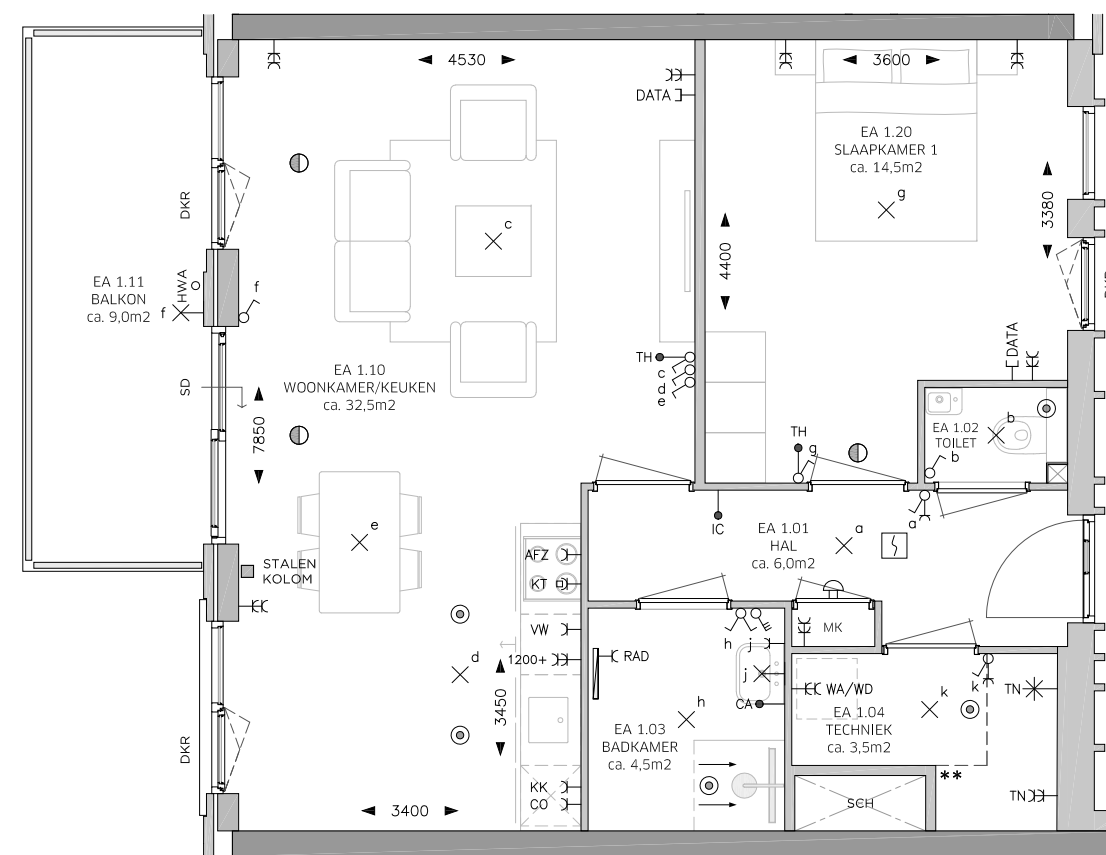 4530
3600
DATA
EA 1.20
SLAAPKAMER 1
ca. 14,5m2
g
3380
4400
DKR
c
EA 1.11
BALKON
ca. 9,0m2
HWA
f
f
SD
EA 1.10
WOONKAMER/KEUKEN
ca. 32,5m2
7850
TH
c
d
e
DATA
EA 1.02
TOILET
b
b
TH
g
e
STALEN
KOLOM
AFZ
KT
IC
EA 1.01
HAL
ca. 6,0m2
a
a
VW
1200+
d
3450
RAD
h
j
j
MK
h
CA
WA/WD
k
k
TN
EA 1.03
BADKAMER
ca. 4,5m2
EA 1.04
TECHNIEK
ca. 3,5m2
**
DKR
KK
CO
3400
SCH
TN